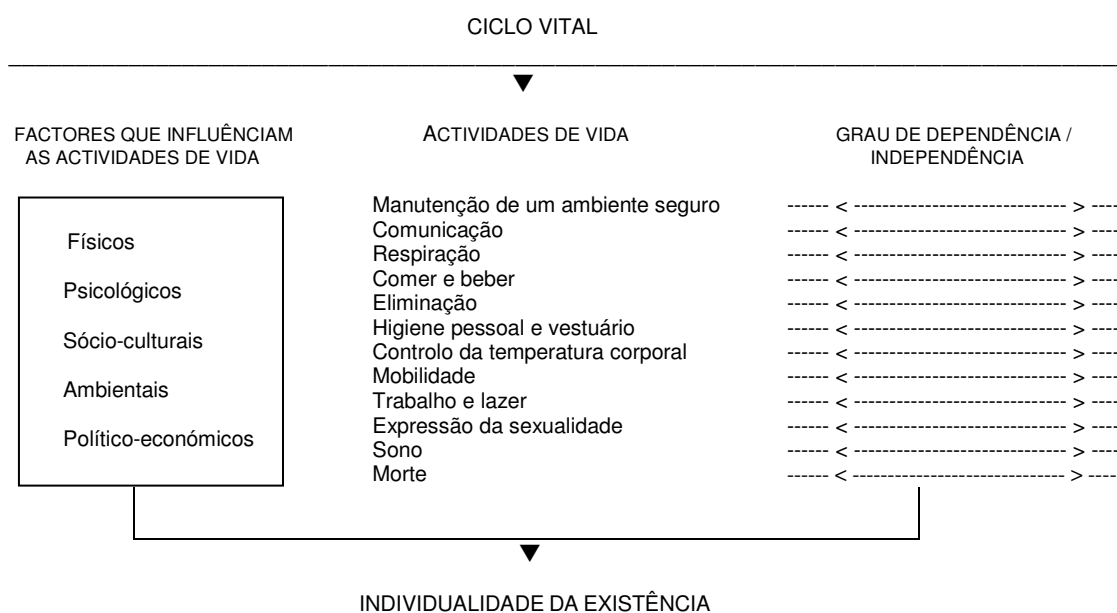 CICLO VITAL
FACTORES QUE INFLUÊNCIAM
AS ACTIVIDADES DE VIDA
ACTIVIDADES DE VIDA
GRAU DE DEPENDÊNCIA /
INDEPENDÊNCIA
Físicos
Psicológicos
Sócio-culturais
Ambientais
Político-económicos
Manutenção de um ambiente seguro ------ < ------------------------------- > ----
Comunicação ------ < ------------------------------- > ----
Respiração ------ < ------------------------------- > ----
Comer e beber ------ < ------------------------------- > ----
Eliminação ------ < ------------------------------- > ----
Higiene pessoal e vestuário ------ < ------------------------------- > ----
Controlo da temperatura corporal ------ < ------------------------------- > ----
Mobilidade ------ < ------------------------------- > ----
Trabalho e lazer ------ < ------------------------------- > ----
Expressão da sexualidade ------ < ------------------------------- > ----
Sono ------ < ------------------------------- > ----
Morte ------ < ------------------------------- > ----
INDIVIDUALIDADE DA EXISTÊNCIA